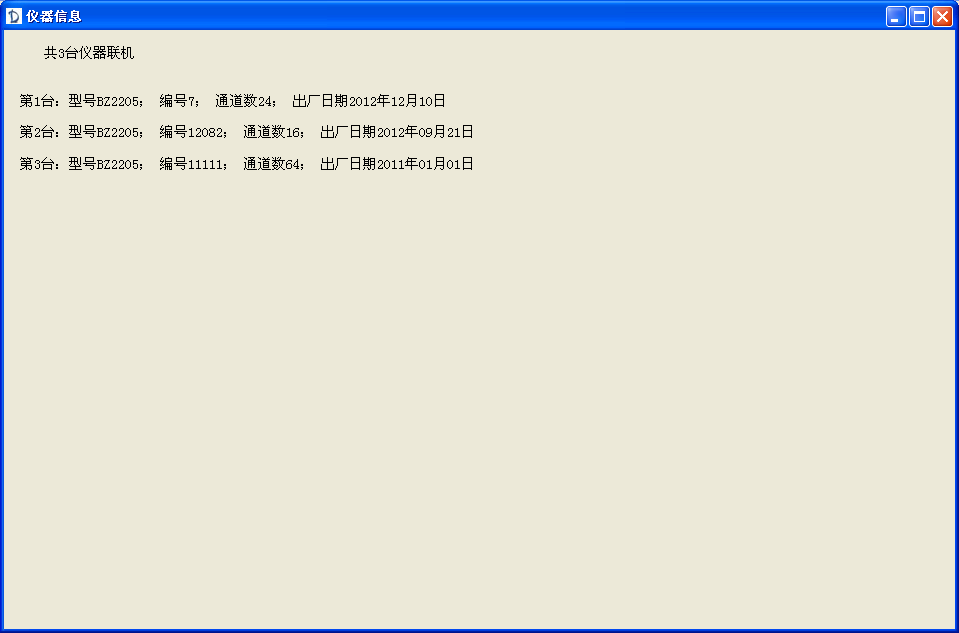 仪器信息
共3台仪器联机
第1台：型号BZ2205； 编号7； 通道数24； 出厂日期2012年12月10日
第2台：型号BZ2205； 编号12082； 通道数16； 出厂日期2012年09月21日
第3台：型号BZ2205； 编号11111； 通道数64； 出厂日期2011年01月01日